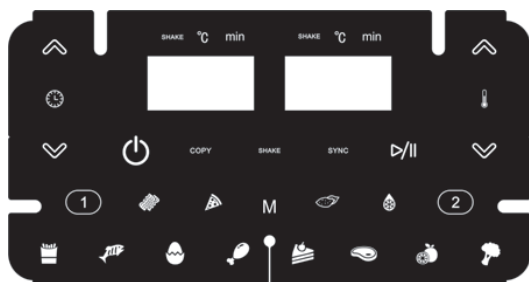 SHAKE °C min SHAKE °C min
COPY SHAKE SYNC
1 2
M